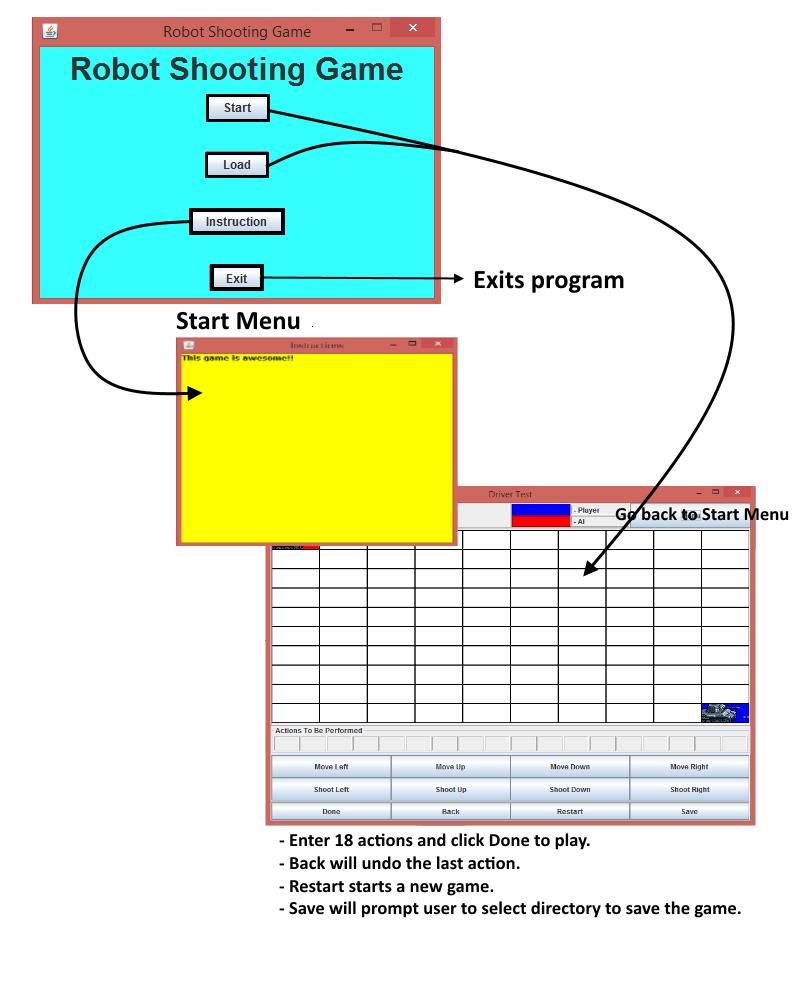 Robot Shooting Game
Robot Shooting Game
Start
Load
Instruction
Exit
Exits program
Start Menu
Instructions
This game is awesome!!
Driver Test
- Player
- AI
Go back to Start Menu
Actions To Be Performed
Move Left
Move Up
Move Down
Move Right
Shoot Left
Shoot Up
Shoot Down
Shoot Right
Done
Back
Restart
Save
- Enter 18 actions and click Done to play.
- Back will undo the last action.
- Restart starts a new game.
- Save will prompt user to select directory to save the game.